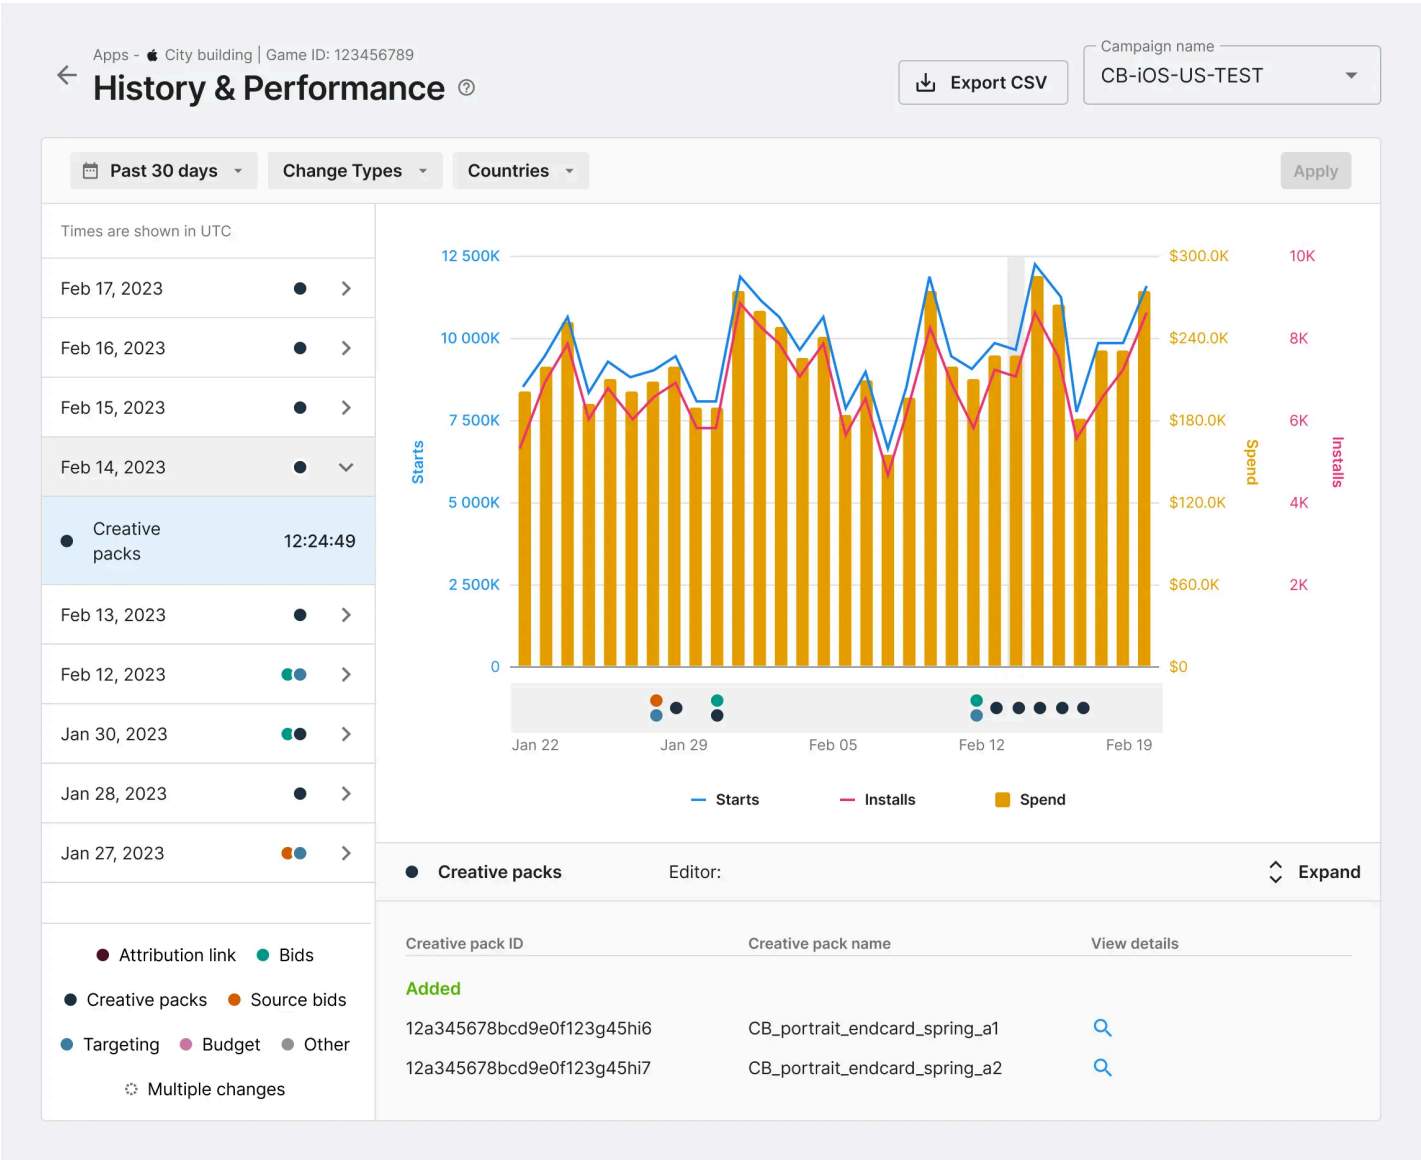 Apps - City building | Game ID: 123456789
History & Performance
Export CSV
Campaign name
CB-iOS-US-TEST
Past 30 days
Change Types
Countries
Apply
Times are shown in UTC
Feb 17, 2023
Feb 16, 2023
Feb 15, 2023
Feb 14, 2023
Creative
packs
12:24:49
Feb 13, 2023
Feb 12, 2023
Jan 30, 2023
Jan 28, 2023
Jan 27, 2023
Attribution link
Bids
Creative packs
Source bids
Targeting
Budget
Other
Multiple changes
12 500K
10 000K
7 500K
5 000K
2 500K
0
Starts
$300.0K
$240.0K
$180.0K
$120.0K
$60.0K
$0
Spend
10K
8K
6K
4K
2K
Installs
Jan 22
Jan 29
Feb 05
Feb 12
Feb 19
Starts
Installs
Spend
Creative packs
Editor:
Expand
Creative pack ID
Creative pack name
View details
Added
12a345678bcd9e0f123g45hi6
CB_portrait_endcard_spring_a1
12a345678bcd9e0f123g45hi7
CB_portrait_endcard_spring_a2